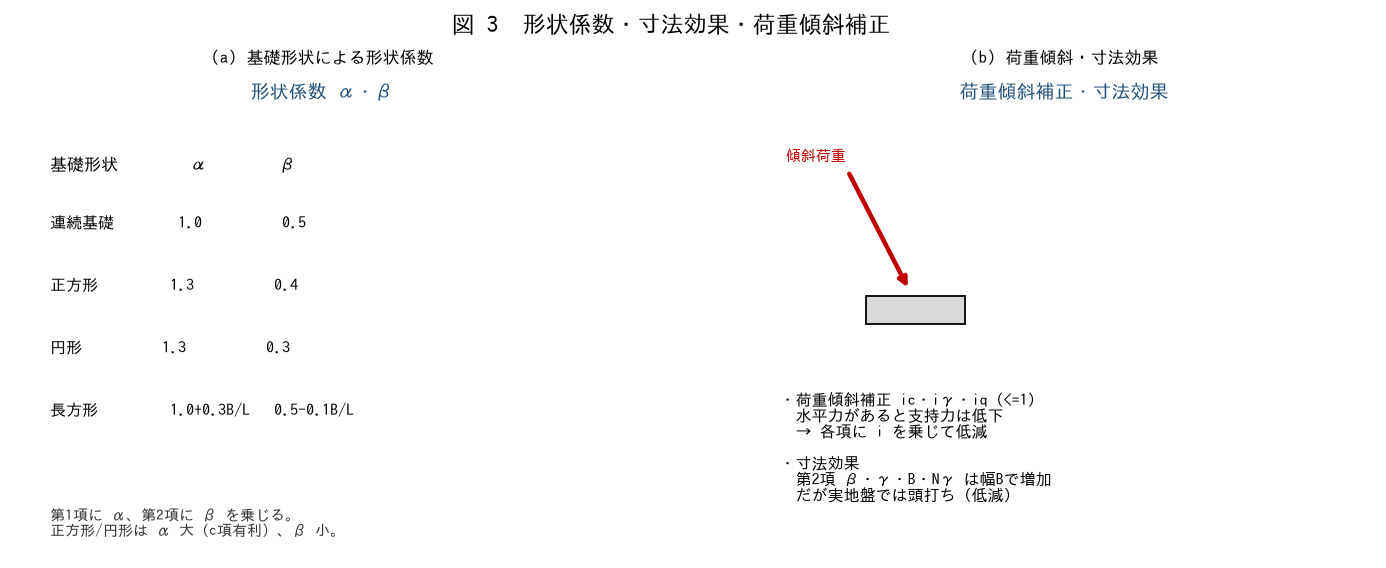 図 3　形状係数・寸法効果・荷重傾斜補正
(a) 基礎形状による形状係数
形状係数 α・β
基礎形状 α β
連続基礎 1.0 0.5
正方形 1.3 0.4
円形 1.3 0.3
長方形 1.0+0.3B/L 0.5-0.1B/L
第1項に α、第2項に β を乗じる。
正方形/円形は α 大（c項有利）、β 小。
(b) 荷重傾斜・寸法効果
荷重傾斜補正・寸法効果
傾斜荷重
・荷重傾斜補正 ic・iγ・iq (<=1)
水平力があると支持力は低下
→ 各項に i を乗じて低減
・寸法効果
第2項 β・γ・B・Nγ は幅Bで増加
だが実地盤では頭打ち（低減）